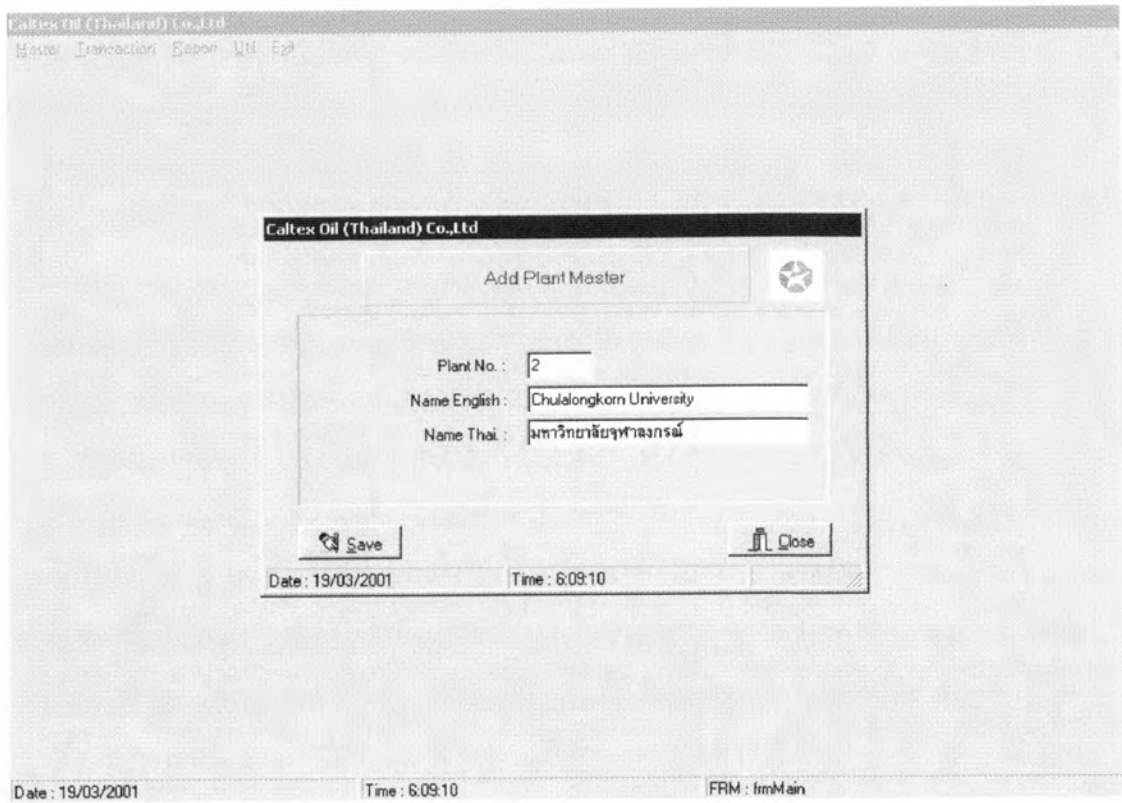 Caltex Oil (Thailand) Co.,Ltd
Master Transaction Report Util Exit
Caltex Oil (Thailand) Co.,Ltd
Add Plant Master
Plant No. : 2
Name English : Chulalongkorn University
Name Thai. : มหาวิทยาลัยจุฬาลงกรณ์
Save Close
Date : 19/03/2001 Time : 6:09:10
Date : 19/03/2001 Time : 6:09:10 FRM : frmMain